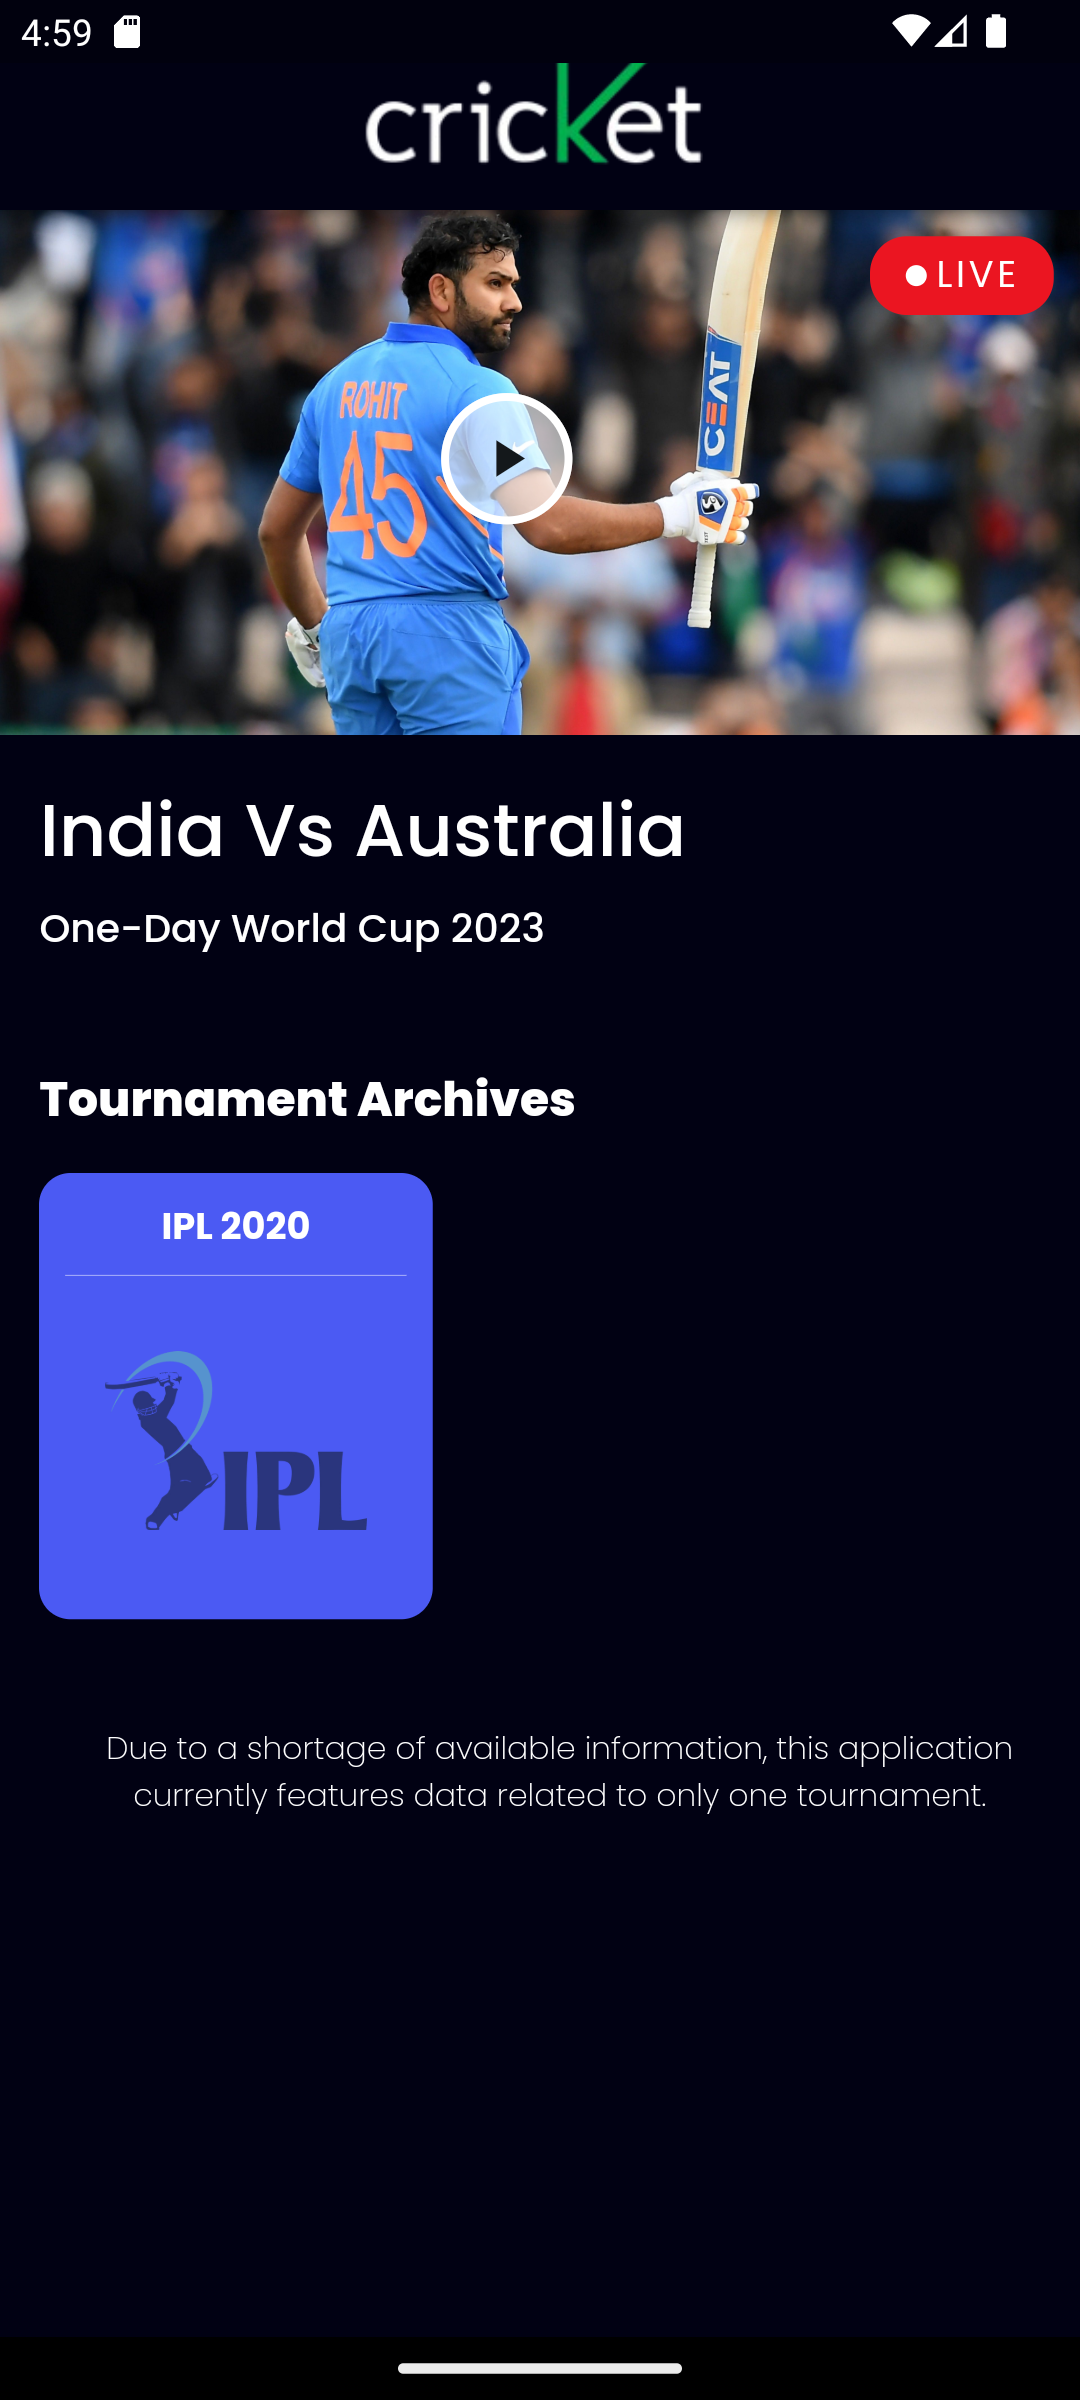 4:59
cricket
LIVE
ROHIT
45
CEAT
India Vs Australia
One-Day World Cup 2023
Tournament Archives
IPL 2020
IPL
Due to a shortage of available information, this application
currently features data related to only one tournament.